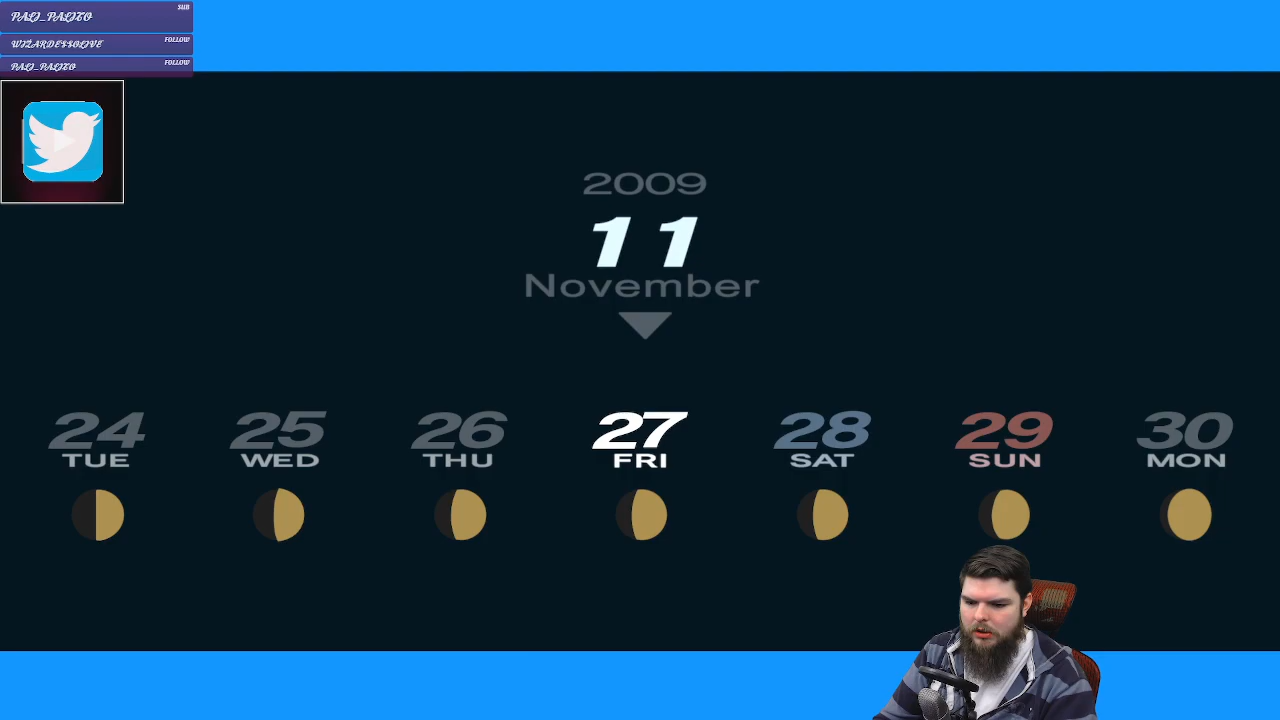 PALI_PALITO SUB
WIZARDESSOLIVE FOLLOW
PALI_PALITO FOLLOW
2009
11
November
24 25 26 27 28 29 30
TUE WED THU FRI SAT SUN MON